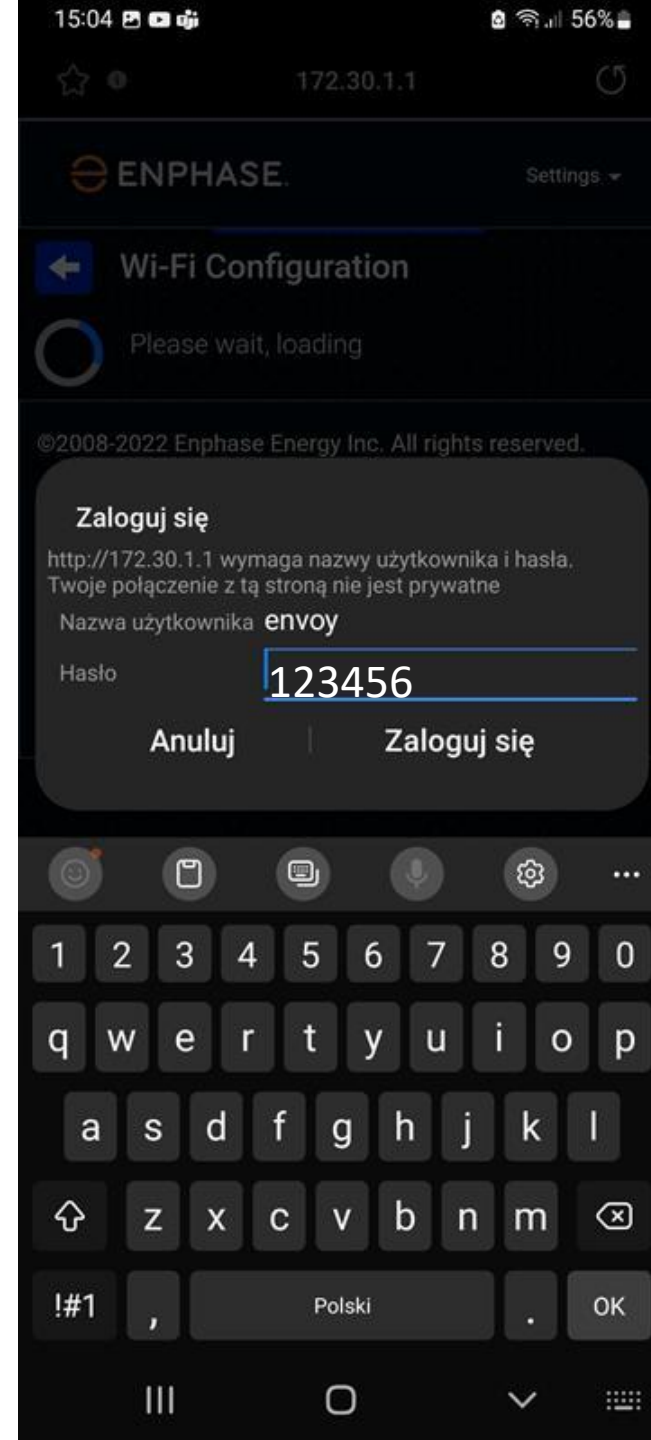 15:04 56%
172.30.1.1
ENPHASE. Settings
Wi-Fi Configuration
Please wait, loading
©2008-2022 Enphase Energy Inc. All rights reserved.
Zaloguj się
http://172.30.1.1 wymaga nazwy użytkownika i hasła.
Twoje połączenie z tą stroną nie jest prywatne
Nazwa użytkownika envoy
Hasło 123456
Anuluj Zaloguj się
1 2 3 4 5 6 7 8 9 0
q w e r t y u i o p
a s d f g h j k l
z x c v b n m
!#1 , Polski . OK